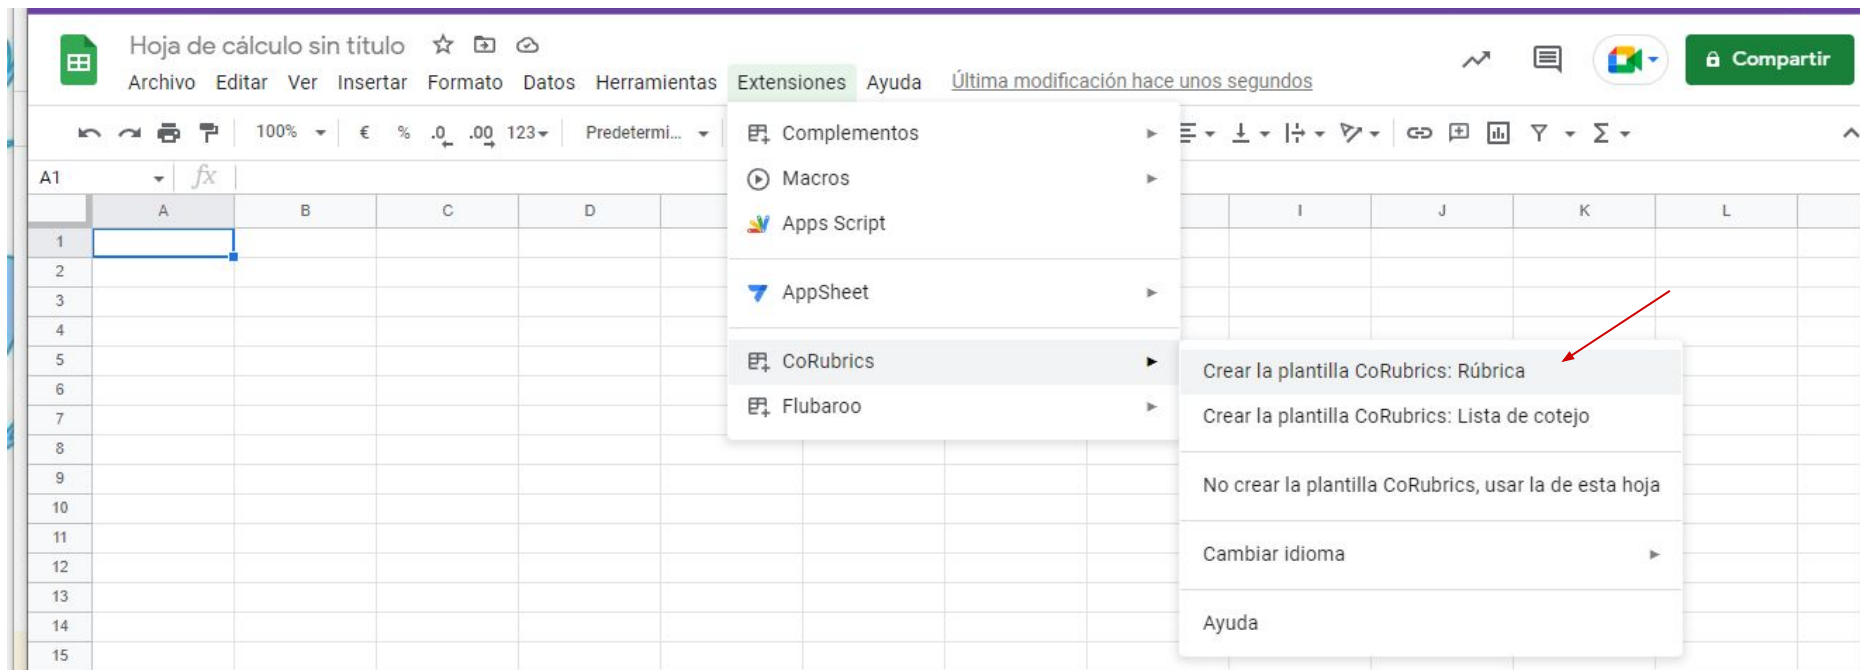 Hoja de cálculo sin título
Archivo Editar Ver Insertar Formato Datos Herramientas Extensiones Ayuda Última modificación hace unos segundos
Compartir
100% € % .0 .00 123 Predetermi...
A1 fx
A B C D I J K L
1
2
3
4
5
6
7
8
9
10
11
12
13
14
15
Complementos
Macros
Apps Script
AppSheet
CoRubrics
Flubaroo
Crear la plantilla CoRubrics: Rúbrica
Crear la plantilla CoRubrics: Lista de cotejo
No crear la plantilla CoRubrics, usar la de esta hoja
Cambiar idioma
Ayuda